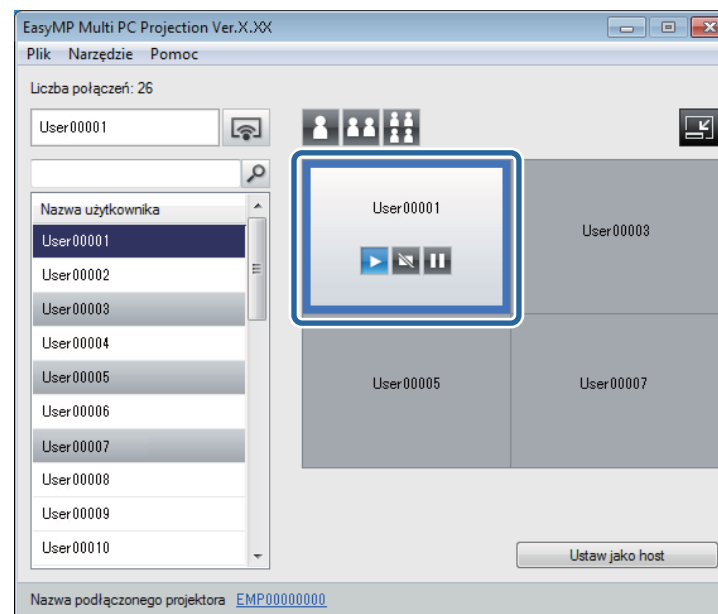 EasyMP Multi PC Projection Ver.X.XX
Plik Narzędzie Pomoc
Liczba połączeń: 26
User00001
Nazwa użytkownika
User00001
User00002
User00003
User00004
User00005
User00006
User00007
User00008
User00009
User00010
User00001
User00003
User00005
User00007
Ustaw jako host
Nazwa podłączonego projektora EMP00000000